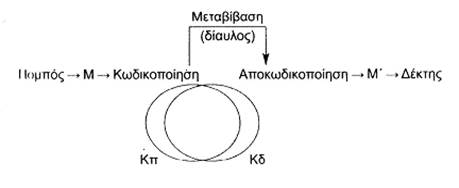 Μεταβίβαση
(δίαυλος)
Πομπός → Μ → Κωδικοποίηση Αποκωδικοποίηση → Μ΄ → Δέκτης
Κπ Κδ